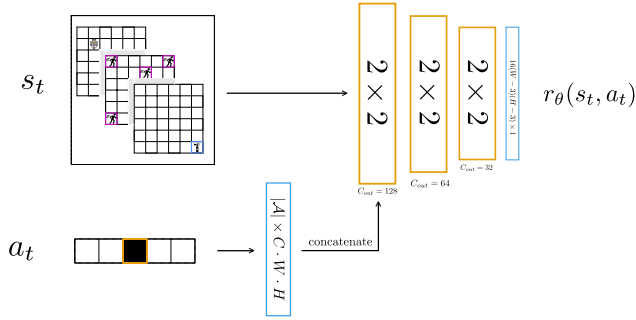 s_t
2 × 2
2 × 2
2 × 2
16(W − 3)(H − 3) × 1
r_θ(s_t, a_t)
C_out = 128
C_out = 64
C_out = 32
a_t
|𝒜| × C · W · H
concatenate